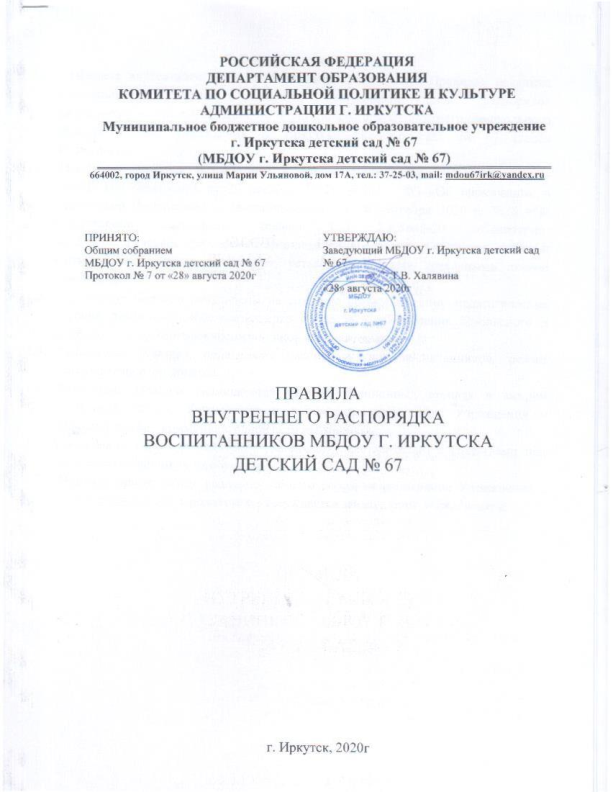 РОССИЙСКАЯ ФЕДЕРАЦИЯ
ДЕПАРТАМЕНТ ОБРАЗОВАНИЯ
КОМИТЕТА ПО СОЦИАЛЬНОЙ ПОЛИТИКЕ И КУЛЬТУРЕ
АДМИНИСТРАЦИИ Г. ИРКУТСКА
Муниципальное бюджетное дошкольное образовательное учреждение
г. Иркутска детский сад № 67
(МБДОУ г. Иркутска детский сад № 67)
664002, город Иркутск, улица Марии Ульяновой, дом 17А, тел.: 37-25-03, mail: mdou67irk@yandex.ru
ПРИНЯТО:
Общим собранием
МБДОУ г. Иркутска детский сад № 67
Протокол № 7 от «28» августа 2020г
УТВЕРЖДАЮ:
Заведующий МБДОУ г. Иркутска детский сад
№ 67
Т.В. Халявина
«28» августа 2020г
МБДОУ
г. Иркутска
детский сад №67
ПРАВИЛА
ВНУТРЕННЕГО РАСПОРЯДКА
ВОСПИТАННИКОВ МБДОУ Г. ИРКУТСКА
ДЕТСКИЙ САД № 67
г. Иркутск, 2020г